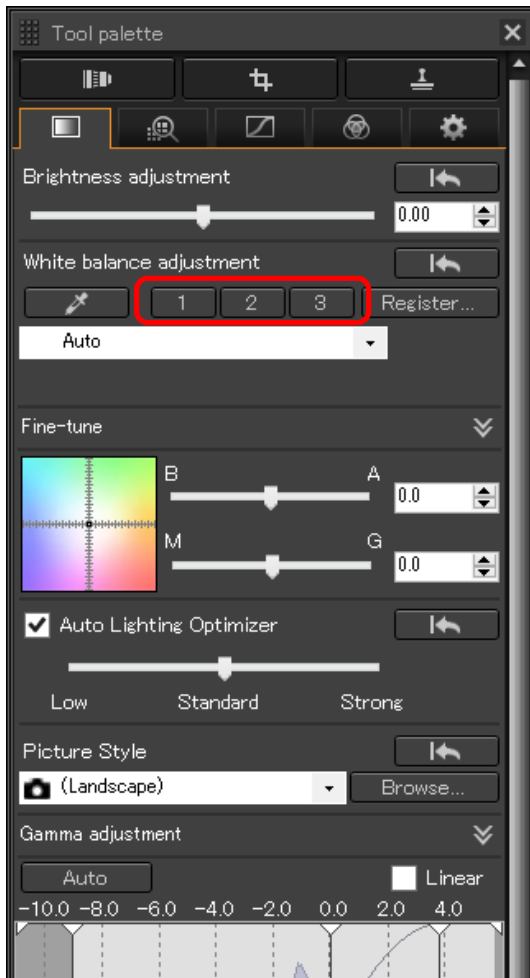 Tool palette
Brightness adjustment
0.00
White balance adjustment
1 2 3 Register...
Auto
Fine-tune
B A
0.0
M G
0.0
Auto Lighting Optimizer
Low Standard Strong
Picture Style
(Landscape) Browse...
Gamma adjustment
Auto Linear
-10.0 -8.0 -6.0 -4.0 -2.0 0.0 2.0 4.0